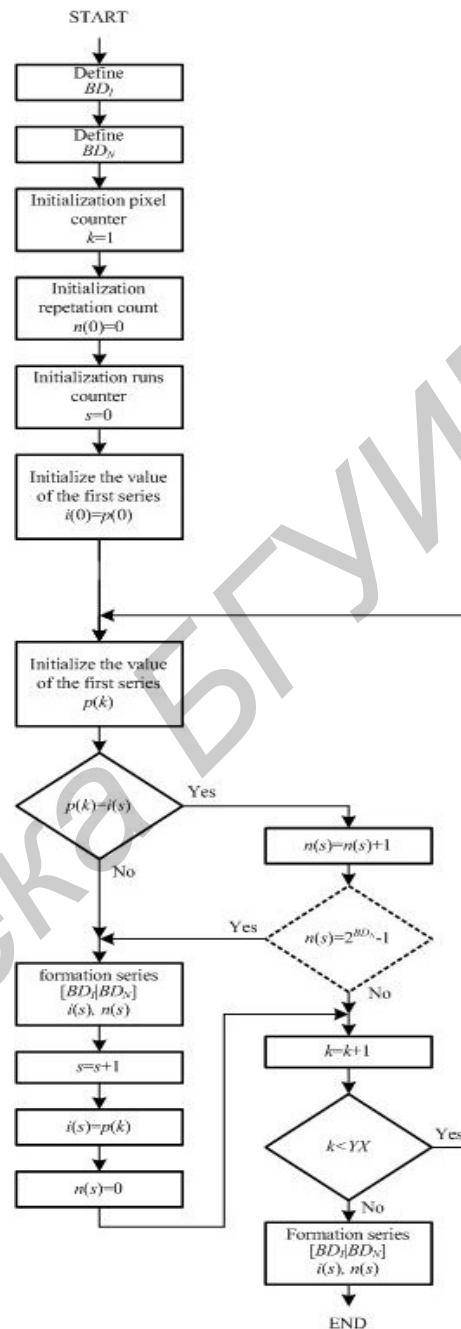 START
Define
BD_I
Define
BD_N
Initialization pixel
counter
k=1
Initialization
repetation count
n(0)=0
Initialization runs
counter
s=0
Initialize the value
of the first series
i(0)=p(0)
Initialize the value
of the first series
p(k)
p(k)=i(s)
Yes
No
n(s)=n(s)+1
n(s)=2^{BD_N}-1
Yes
No
formation series
[BD_I|BD_N]
i(s), n(s)
s=s+1
i(s)=p(k)
n(s)=0
k=k+1
k<YX
Yes
No
Formation series
[BD_I|BD_N]
i(s), n(s)
END
ека БГУИ